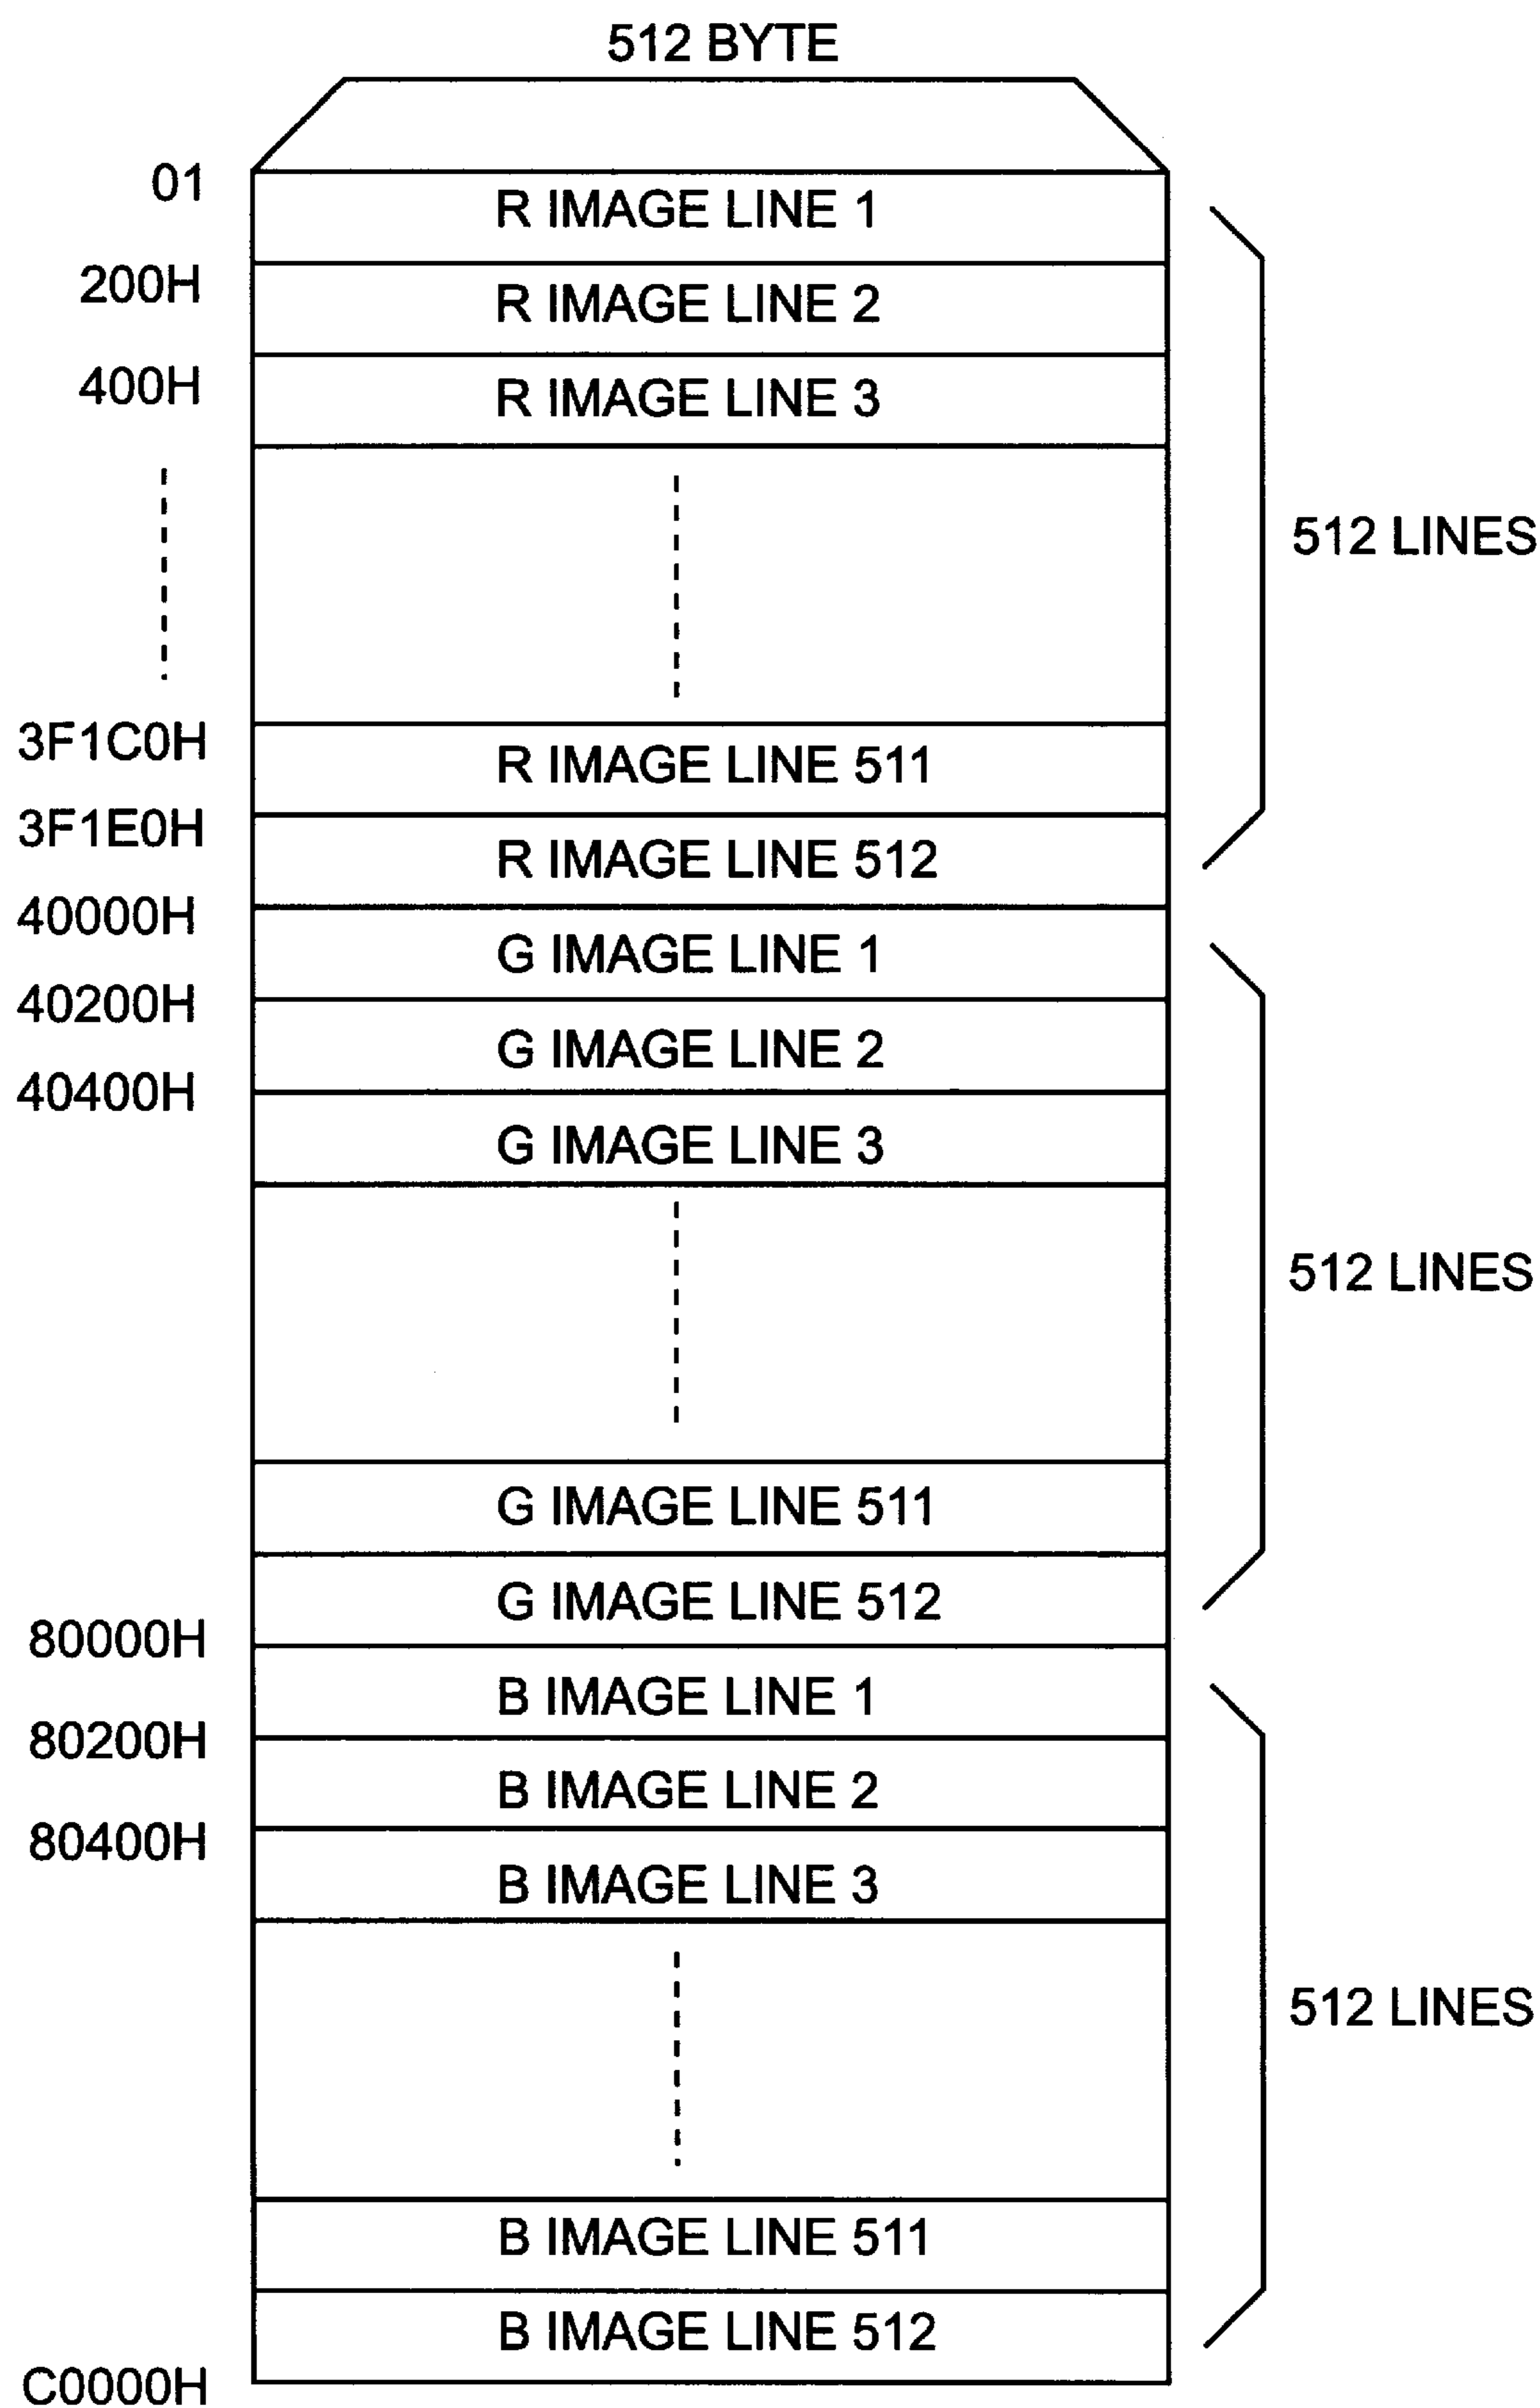 512 BYTE
01
R IMAGE LINE 1
200H
R IMAGE LINE 2
400H
R IMAGE LINE 3
512 LINES
3F1C0H
R IMAGE LINE 511
3F1E0H
R IMAGE LINE 512
40000H
G IMAGE LINE 1
40200H
G IMAGE LINE 2
40400H
G IMAGE LINE 3
512 LINES
G IMAGE LINE 511
G IMAGE LINE 512
80000H
B IMAGE LINE 1
80200H
B IMAGE LINE 2
80400H
B IMAGE LINE 3
512 LINES
B IMAGE LINE 511
B IMAGE LINE 512
C0000H